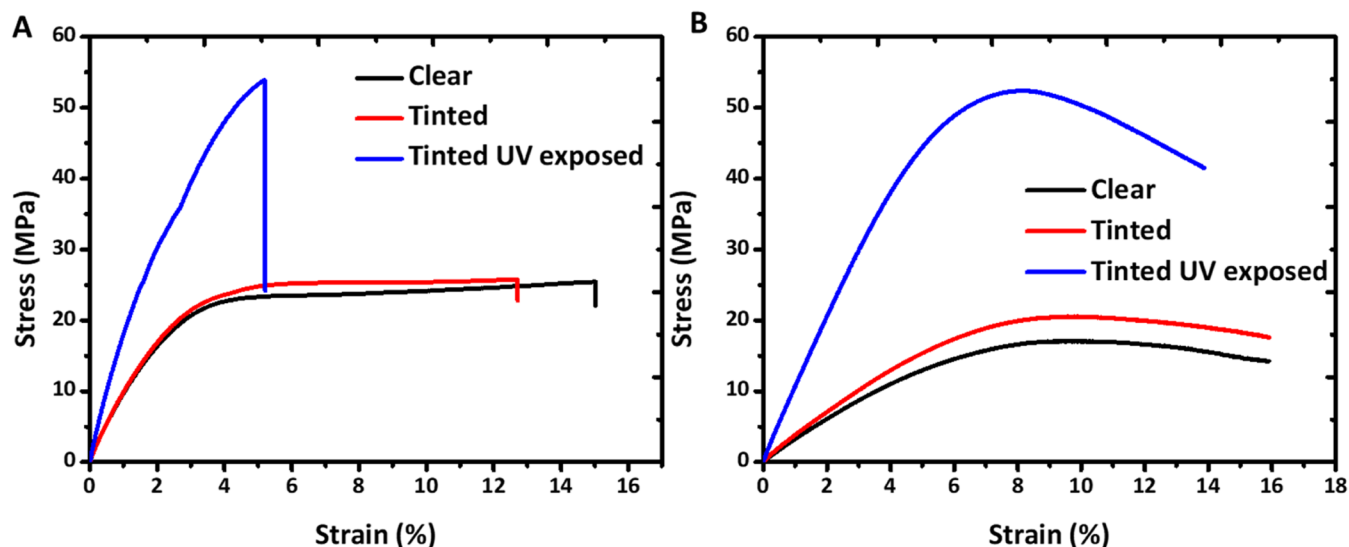 A
60
50
40
30
20
10
0
Stress (MPa)
Clear
Tinted
Tinted UV exposed
0 2 4 6 8 10 12 14 16
Strain (%)
B
60
50
40
30
20
10
0
Stress (MPa)
Clear
Tinted
Tinted UV exposed
0 2 4 6 8 10 12 14 16 18
Strain (%)